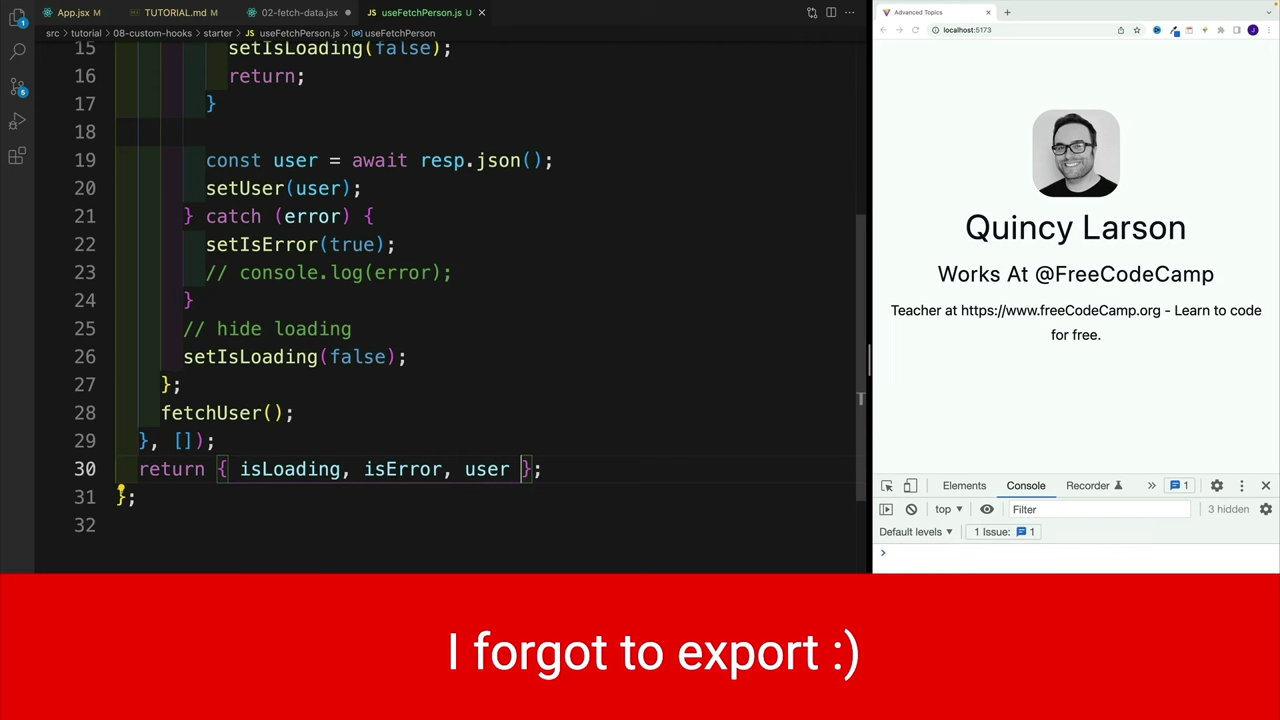 App.jsx M
TUTORIAL.md M
02-fetch-data.jsx
JS useFetchPerson.js
src > tutorial > 08-custom-hooks > starter > JS useFetchPerson.js > useFetchPerson
15 setIsLoading(false);
16 return;
17 }
18
19 const user = await resp.json();
20 setUser(user);
21 } catch (error) {
22 setIsError(true);
23 // console.log(error);
24 }
25 // hide loading
26 setIsLoading(false);
27 };
28 fetchUser();
29 }, []);
30 return { isLoading, isError, user };
31 };
32
Advanced Topics
localhost:5173
Quincy Larson
Works At @FreeCodeCamp
Teacher at https://www.freeCodeCamp.org - Learn to code
for free.
Elements Console Recorder 1
top Filter 3 hidden
Default levels 1 Issue: 1
I forgot to export :)